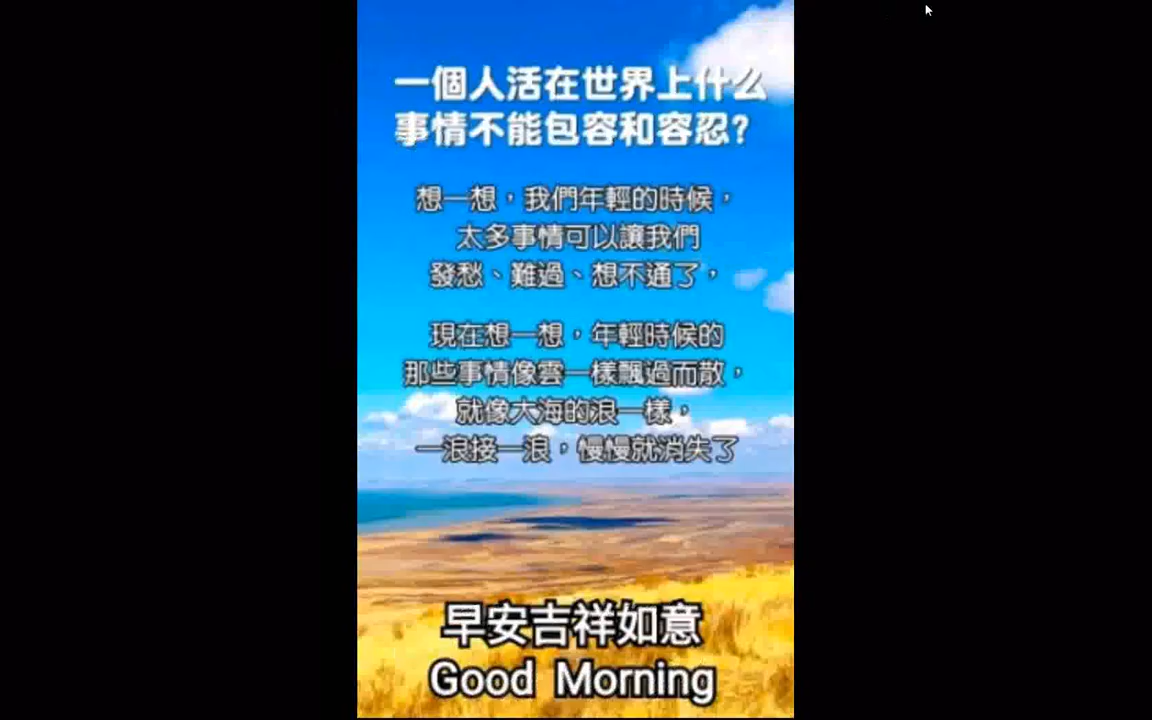 一個人活在世界上什么
事情不能包容和容忍?
想一想，我們年輕的時候，
太多事情可以讓我們
發愁、難過、想不通了，
現在想一想，年輕時候的
那些事情像雲一樣飄過而散，
就像大海的浪一樣，
一浪接一浪，慢慢就消失了
早安吉祥如意
Good Morning